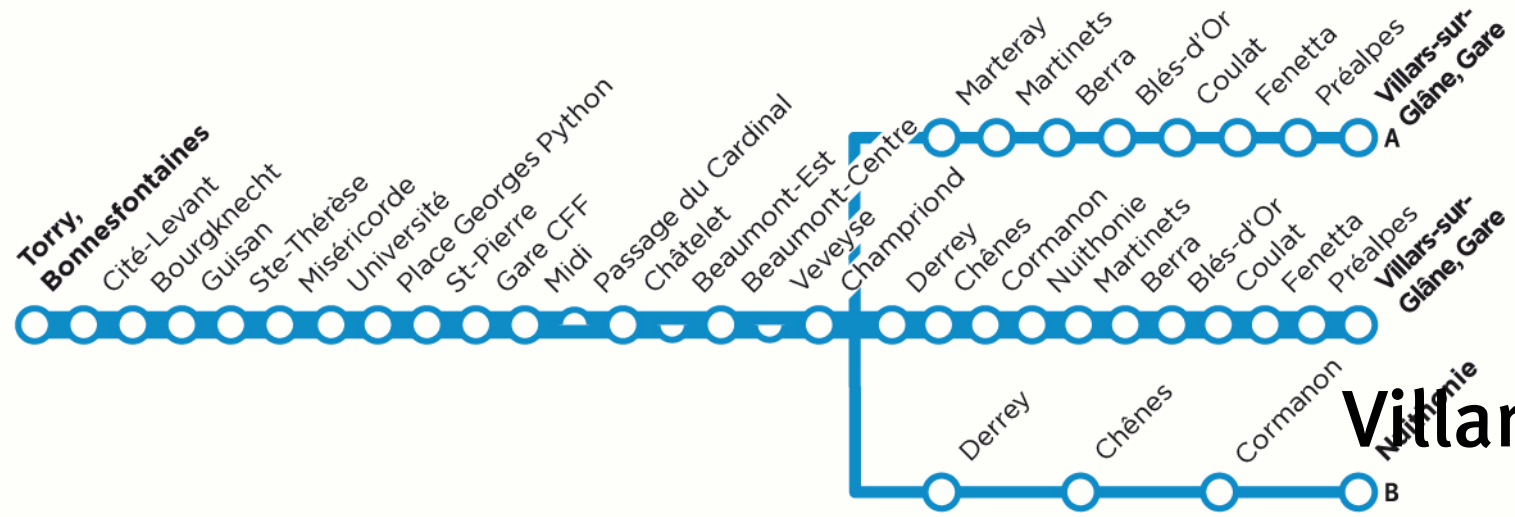 Torry,
Bonnesfontaines
Cité-Levant
Bourgknecht
Guisan
Ste-Thérèse
Miséricorde
Université
Place Georges Python
St-Pierre
Gare CFF
Midi
Passage du Cardinal
Châtelet
Beaumont-Est
Beaumont-Centre
Veveyse
Champriond
Marteray
Martinets
Berra
Blés-d'Or
Coulat
Fenetta
Préalpes
Villars-sur-
Glâne, Gare
A
Derrey
Chênes
Cormanon
Nuithonie
Martinets
Berra
Blés-d'Or
Coulat
Fenetta
Préalpes
Villars-sur-
Glâne, Gare
Derrey
Chênes
Cormanon
Nuithonie
B
Villar